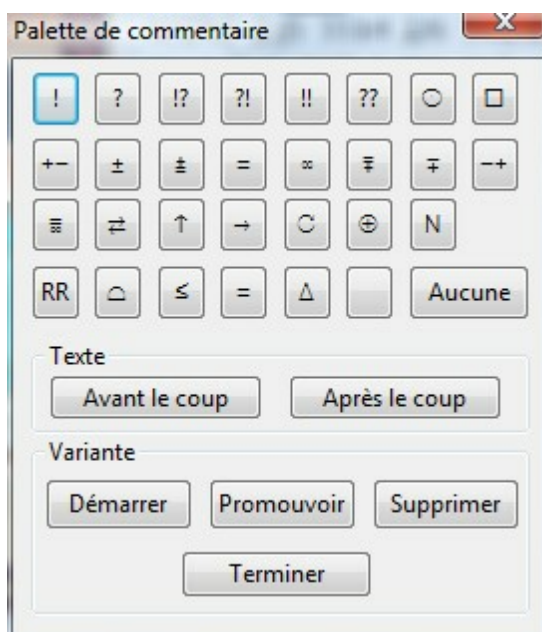 Palette de commentaire
! ? !? ?! !! ?? ○ □
+− ± ⩲ = ∞ ⩱ ∓ −+
⇄ ↑ → ⊕ N
RR ⌓ ≤ = Δ Aucune
Texte
Avant le coup Après le coup
Variante
Démarrer Promouvoir Supprimer
Terminer